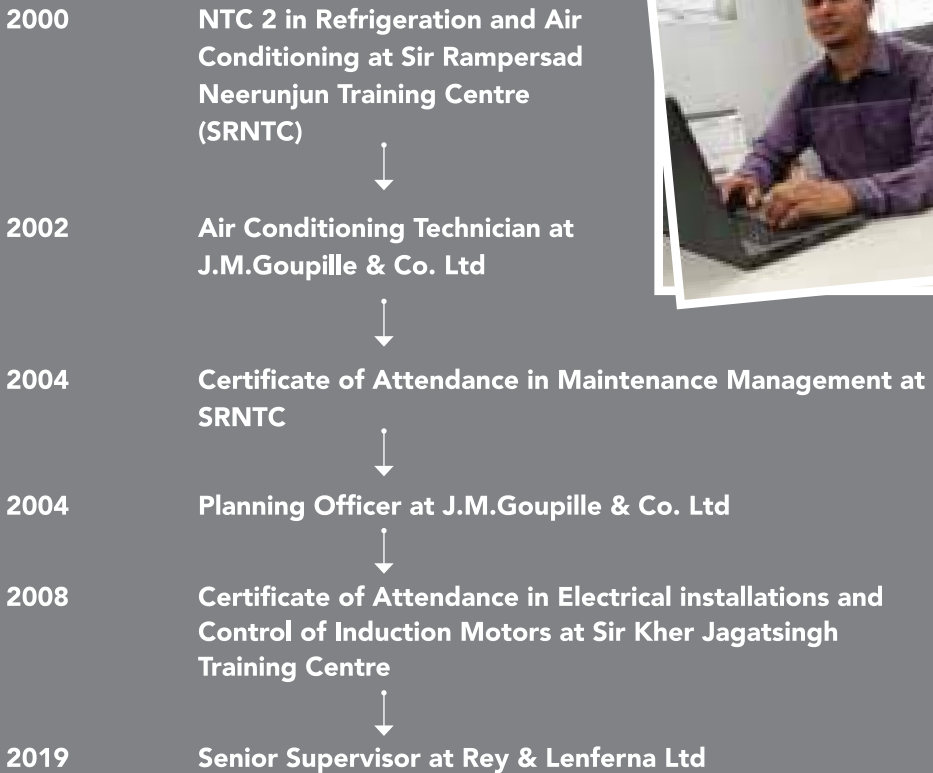 2000 NTC 2 in Refrigeration and Air
Conditioning at Sir Rampersad
Neerunjun Training Centre
(SRNTC)
2002 Air Conditioning Technician at
J.M.Goupille & Co. Ltd
2004 Certificate of Attendance in Maintenance Management at
SRNTC
2004 Planning Officer at J.M.Goupille & Co. Ltd
2008 Certificate of Attendance in Electrical installations and
Control of Induction Motors at Sir Kher Jagatsingh
Training Centre
2019 Senior Supervisor at Rey & Lenferna Ltd